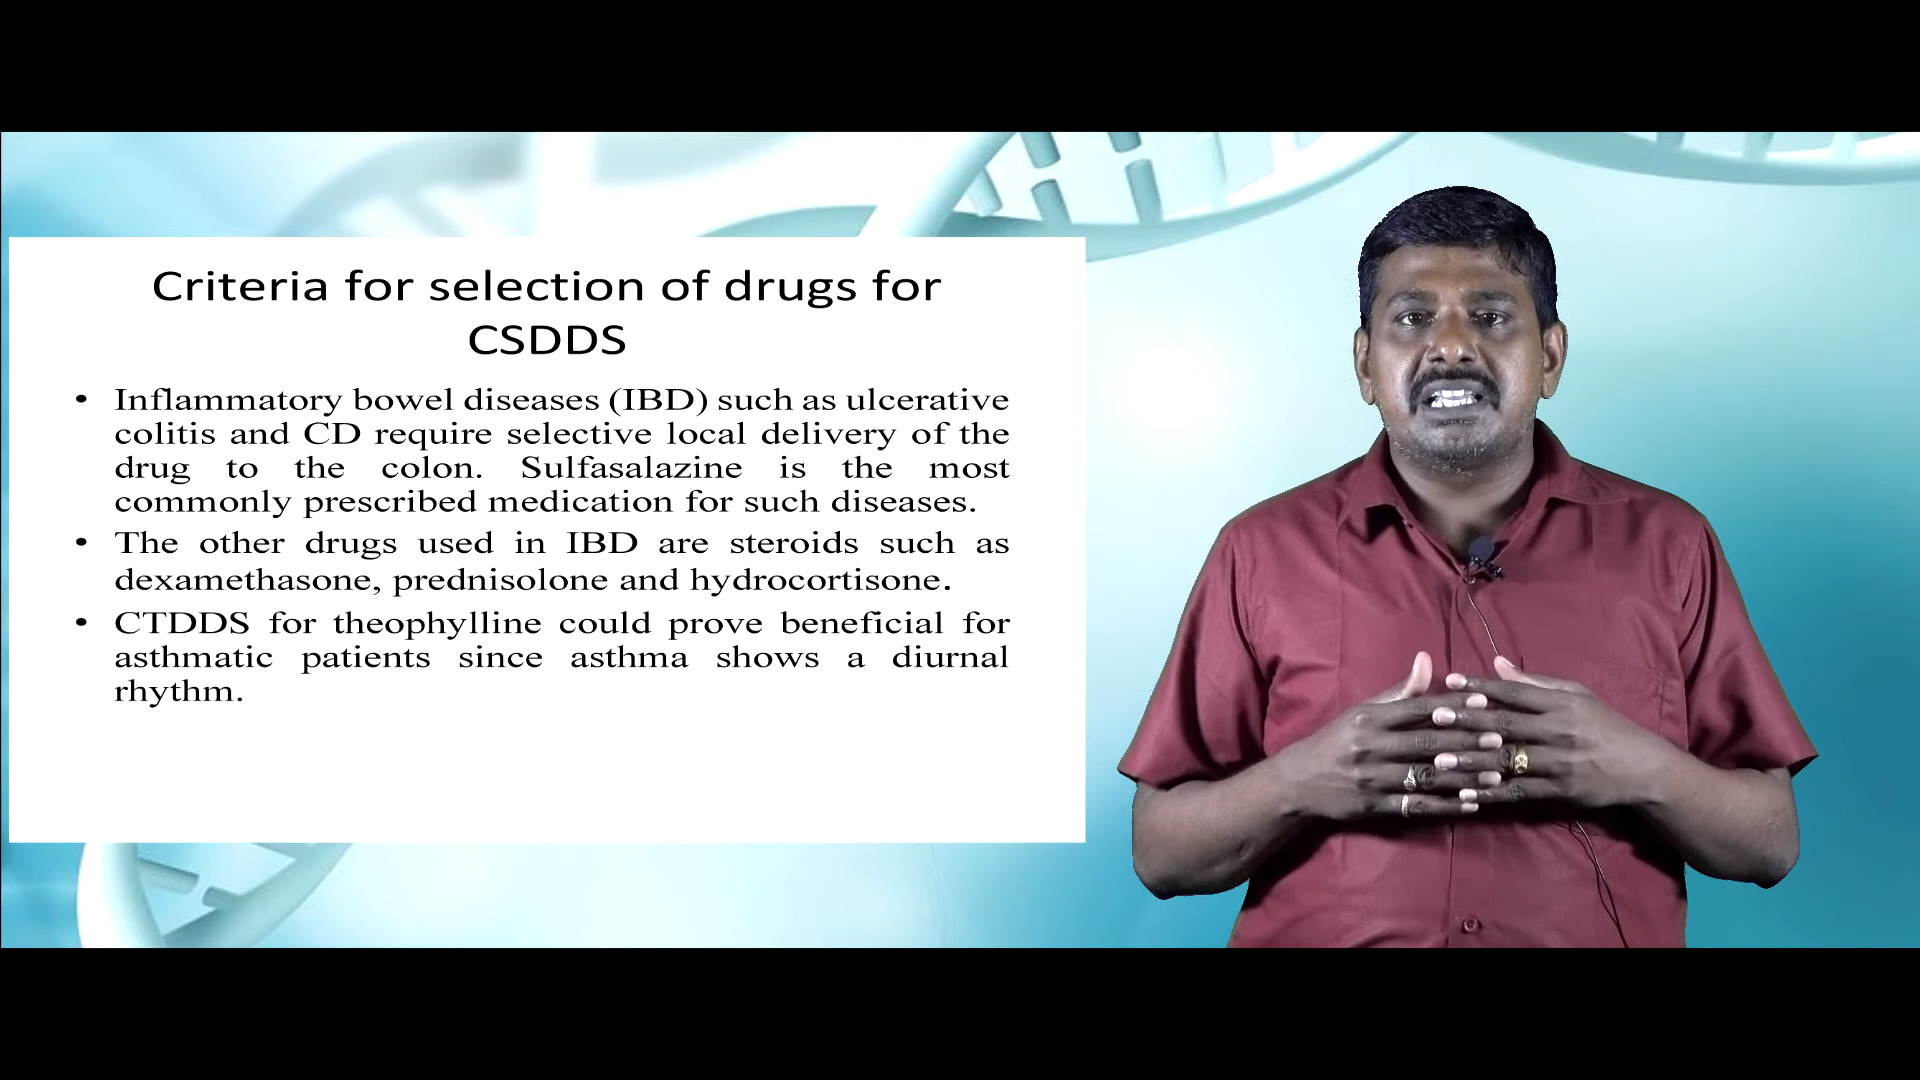 Criteria for selection of drugs for
CSDDS
• Inflammatory bowel diseases (IBD) such as ulcerative
colitis and CD require selective local delivery of the
drug to the colon. Sulfasalazine is the most
commonly prescribed medication for such diseases.
• The other drugs used in IBD are steroids such as
dexamethasone, prednisolone and hydrocortisone.
• CTDDS for theophylline could prove beneficial for
asthmatic patients since asthma shows a diurnal
rhythm.